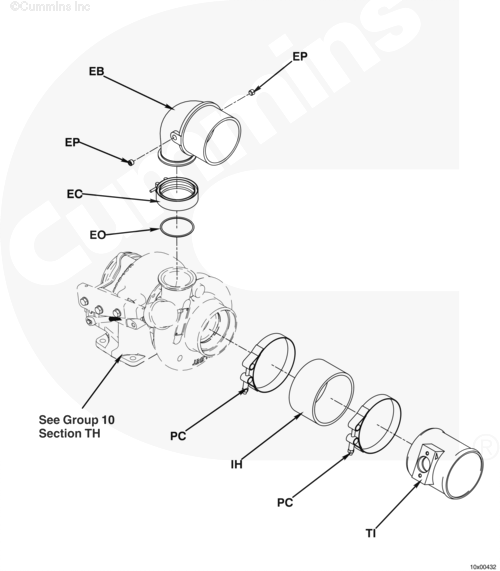 ©Cummins Inc
Cummins
®
EB
EP
EP
EC
EO
See Group 10
Section TH
PC
IH
PC
TI
10x00432